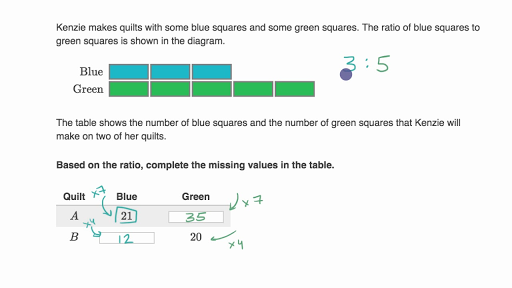 Kenzie makes quilts with some blue squares and some green squares. The ratio of blue squares to
green squares is shown in the diagram.
Blue
3 : 5
Green
The table shows the number of blue squares and the number of green squares that Kenzie will
make on two of her quilts.
Based on the ratio, complete the missing values in the table.
Quilt x7 Blue Green
x7
A 21 35
x4
B 12 20
x4